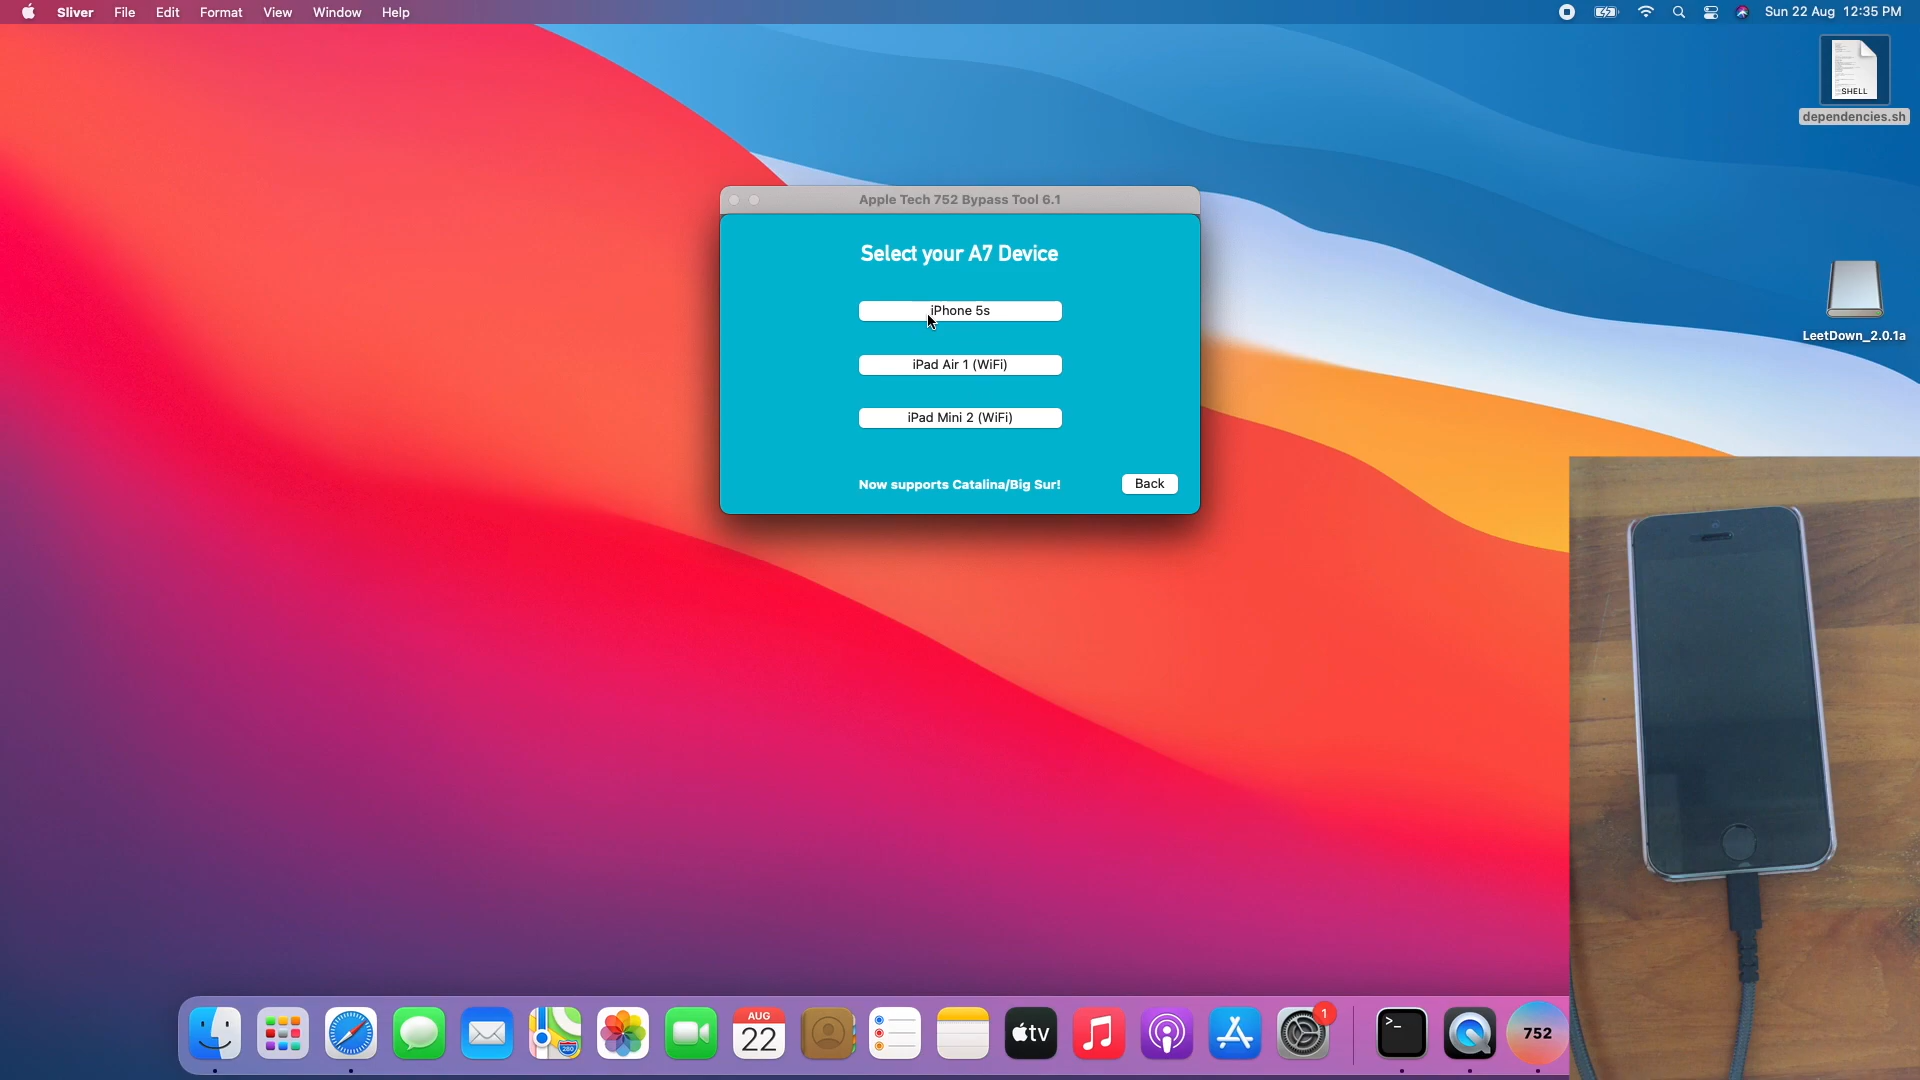 Sliver File Edit Format View Window Help
Sun 22 Aug 12:35 PM
SHELL
dependencies.sh
LeetDown_2.0.1a
Apple Tech 752 Bypass Tool 6.1
Select your A7 Device
iPhone 5s
iPad Air 1 (WiFi)
iPad Mini 2 (WiFi)
Now supports Catalina/Big Sur!
Back
280
AUG
22
tv
1
>_
752